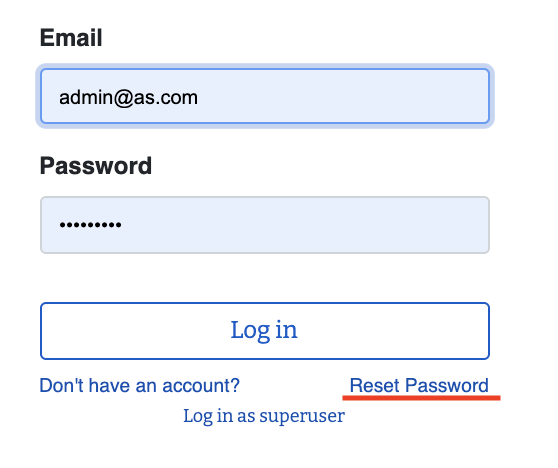 Email
admin@as.com
Password
•••••••••
Log in
Don't have an account? Reset Password
Log in as superuser